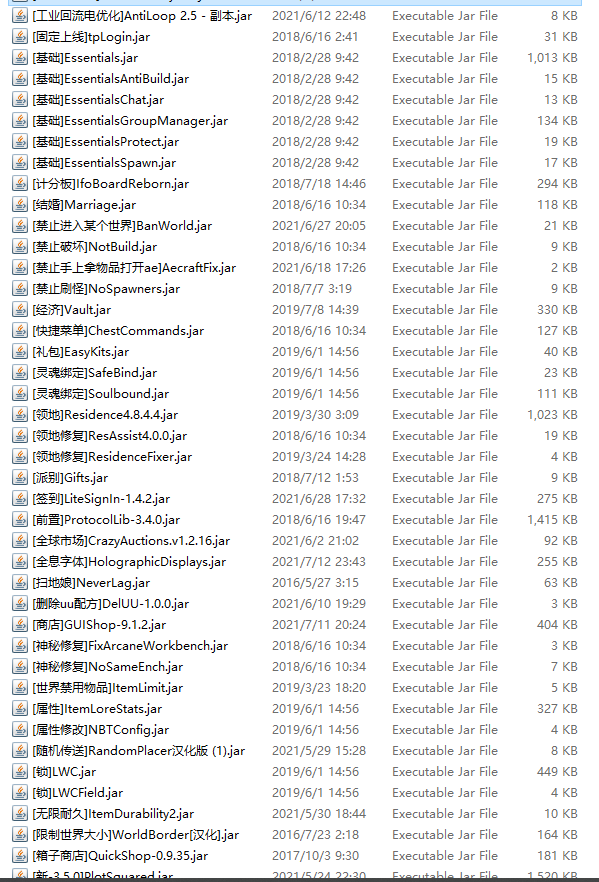 [工业回流电优化]AntiLoop 2.5 - 副本.jar 2021/6/12 22:48 Executable Jar File 8 KB
[固定上线]tpLogin.jar 2018/6/16 2:41 Executable Jar File 31 KB
[基础]Essentials.jar 2018/2/28 9:42 Executable Jar File 1,013 KB
[基础]EssentialsAntiBuild.jar 2018/2/28 9:42 Executable Jar File 15 KB
[基础]EssentialsChat.jar 2018/2/28 9:42 Executable Jar File 13 KB
[基础]EssentialsGroupManager.jar 2018/2/28 9:42 Executable Jar File 134 KB
[基础]EssentialsProtect.jar 2018/2/28 9:42 Executable Jar File 19 KB
[基础]EssentialsSpawn.jar 2018/2/28 9:42 Executable Jar File 17 KB
[计分板]IfoBoardReborn.jar 2018/7/18 14:46 Executable Jar File 294 KB
[结婚]Marriage.jar 2018/6/16 10:34 Executable Jar File 118 KB
[禁止进入某个世界]BanWorld.jar 2021/6/27 20:05 Executable Jar File 21 KB
[禁止破坏]NotBuild.jar 2018/6/16 10:34 Executable Jar File 9 KB
[禁止手上拿物品打开ae]AecraftFix.jar 2021/6/18 17:26 Executable Jar File 2 KB
[禁止刷怪]NoSpawners.jar 2018/7/7 3:19 Executable Jar File 9 KB
[经济]Vault.jar 2019/7/8 14:39 Executable Jar File 330 KB
[快捷菜单]ChestCommands.jar 2018/6/16 10:34 Executable Jar File 127 KB
[礼包]EasyKits.jar 2019/6/1 14:56 Executable Jar File 40 KB
[灵魂绑定]SafeBind.jar 2019/6/1 14:56 Executable Jar File 23 KB
[灵魂绑定]Soulbound.jar 2019/6/1 14:56 Executable Jar File 111 KB
[领地]Residence4.8.4.4.jar 2019/3/30 3:09 Executable Jar File 1,023 KB
[领地修复]ResAssist4.0.0.jar 2018/6/16 10:34 Executable Jar File 19 KB
[领地修复]ResidenceFixer.jar 2019/3/24 14:28 Executable Jar File 4 KB
[派别]Gifts.jar 2018/7/12 1:53 Executable Jar File 9 KB
[签到]LiteSignIn-1.4.2.jar 2021/6/28 17:32 Executable Jar File 275 KB
[前置]ProtocolLib-3.4.0.jar 2018/6/16 19:47 Executable Jar File 1,415 KB
[全球市场]CrazyAuctions.v1.2.16.jar 2021/6/2 21:02 Executable Jar File 92 KB
[全息字体]HolographicDisplays.jar 2021/7/12 23:43 Executable Jar File 255 KB
[扫地娘]NeverLag.jar 2016/5/27 3:15 Executable Jar File 63 KB
[删除uu配方]DelUU-1.0.0.jar 2021/6/10 19:29 Executable Jar File 3 KB
[商店]GUIShop-9.1.2.jar 2021/7/11 20:24 Executable Jar File 404 KB
[神秘修复]FixArcaneWorkbench.jar 2018/6/16 10:34 Executable Jar File 3 KB
[神秘修复]NoSameEnch.jar 2018/6/16 10:34 Executable Jar File 7 KB
[世界禁用物品]ItemLimit.jar 2019/3/23 18:20 Executable Jar File 5 KB
[属性]ItemLoreStats.jar 2019/6/1 14:56 Executable Jar File 327 KB
[属性修改]NBTConfig.jar 2019/6/1 14:56 Executable Jar File 4 KB
[随机传送]RandomPlacer汉化版 (1).jar 2021/5/29 15:28 Executable Jar File 8 KB
[锁]LWC.jar 2019/6/1 14:56 Executable Jar File 449 KB
[锁]LWCField.jar 2019/6/1 14:56 Executable Jar File 4 KB
[无限耐久]ItemDurability2.jar 2021/5/30 18:44 Executable Jar File 10 KB
[限制世界大小]WorldBorder[汉化].jar 2016/7/23 2:18 Executable Jar File 164 KB
[箱子商店]QuickShop-0.9.35.jar 2017/10/3 9:30 Executable Jar File 181 KB
[新-3.5.0]PlotSquared.jar 2021/5/24 22:30 Executable Jar File 1,520 KB